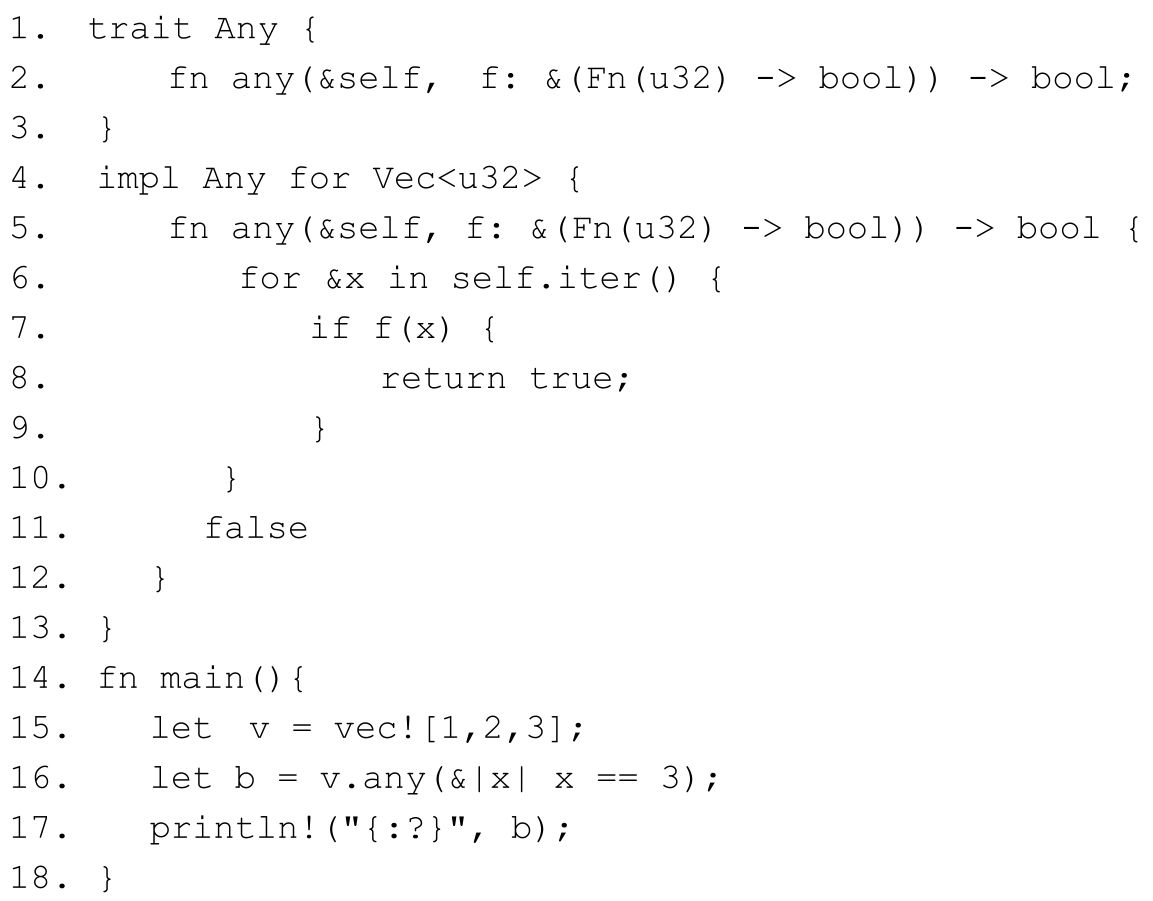 1. trait Any {
2. fn any(&self, f: &(Fn(u32) -> bool)) -> bool;
3. }
4. impl Any for Vec<u32> {
5. fn any(&self, f: &(Fn(u32) -> bool)) -> bool {
6. for &x in self.iter() {
7. if f(x) {
8. return true;
9. }
10. }
11. false
12. }
13. }
14. fn main(){
15. let v = vec![1,2,3];
16. let b = v.any(&|x| x == 3);
17. println!("{:?}", b);
18. }